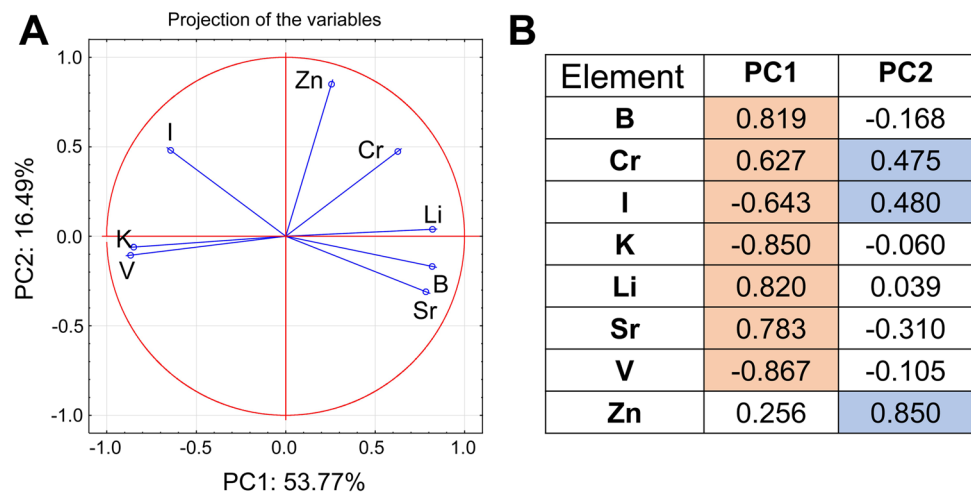 A
Projection of the variables
PC2: 16.49%
1.0
0.5
0.0
-0.5
-1.0
Zn
I
Cr
Li
K
V
B
Sr
-1.0 -0.5 0.0 0.5 1.0
PC1: 53.77%
B
Element PC1 PC2
B 0.819 -0.168
Cr 0.627 0.475
I -0.643 0.480
K -0.850 -0.060
Li 0.820 0.039
Sr 0.783 -0.310
V -0.867 -0.105
Zn 0.256 0.850